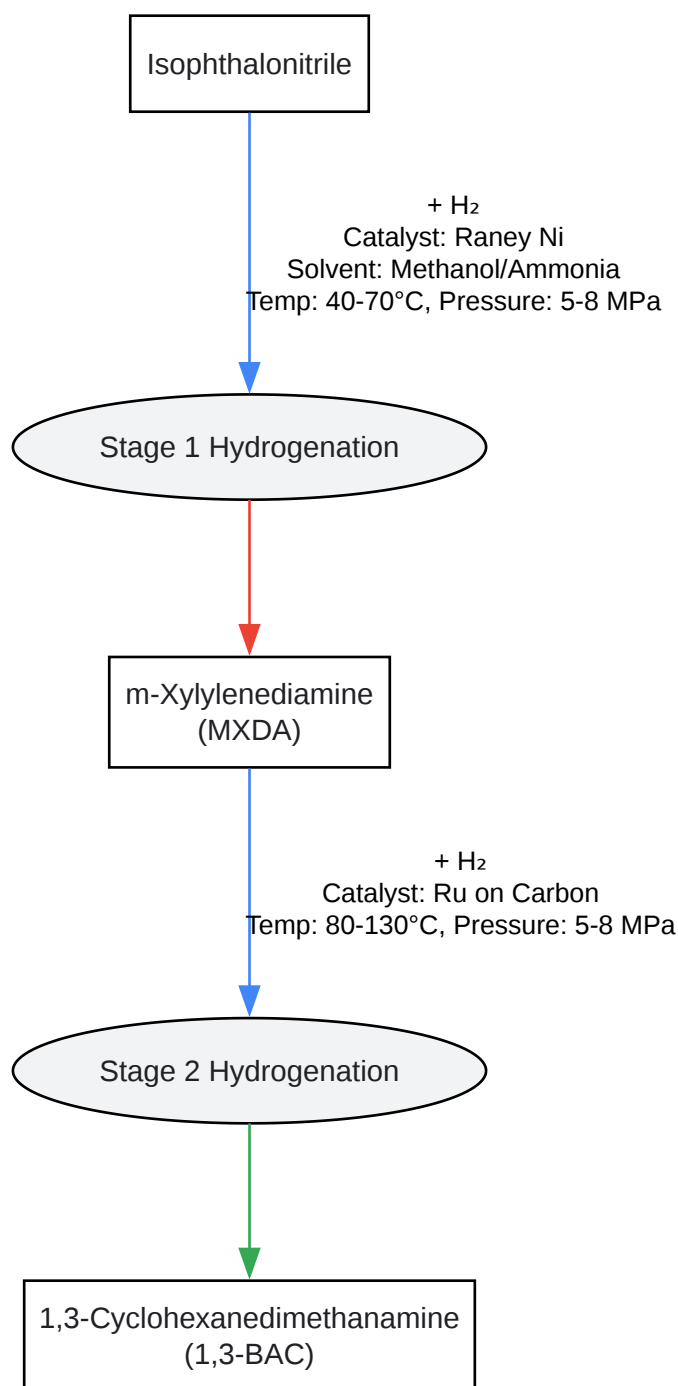 Isophthalonitrile
+ H₂
Catalyst: Raney Ni
Solvent: Methanol/Ammonia
Temp: 40-70°C, Pressure: 5-8 MPa
Stage 1 Hydrogenation
m-Xylylenediamine
(MXDA)
+ H₂
Catalyst: Ru on Carbon
Temp: 80-130°C, Pressure: 5-8 MPa
Stage 2 Hydrogenation
1,3-Cyclohexanedimethanamine
(1,3-BAC)